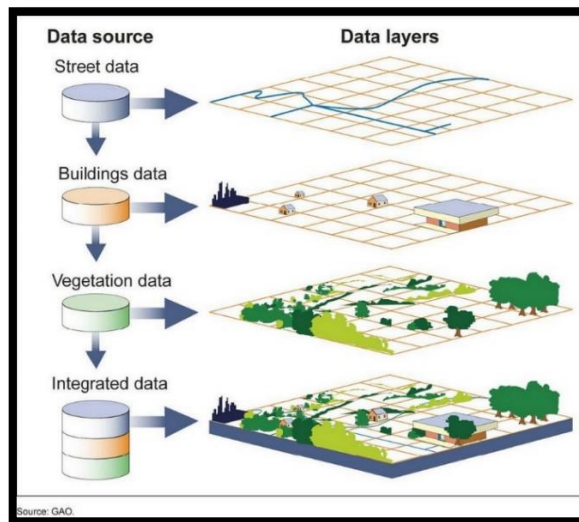 Data source
Data layers
Street data
Buildings data
Vegetation data
Integrated data
Source: GAO.